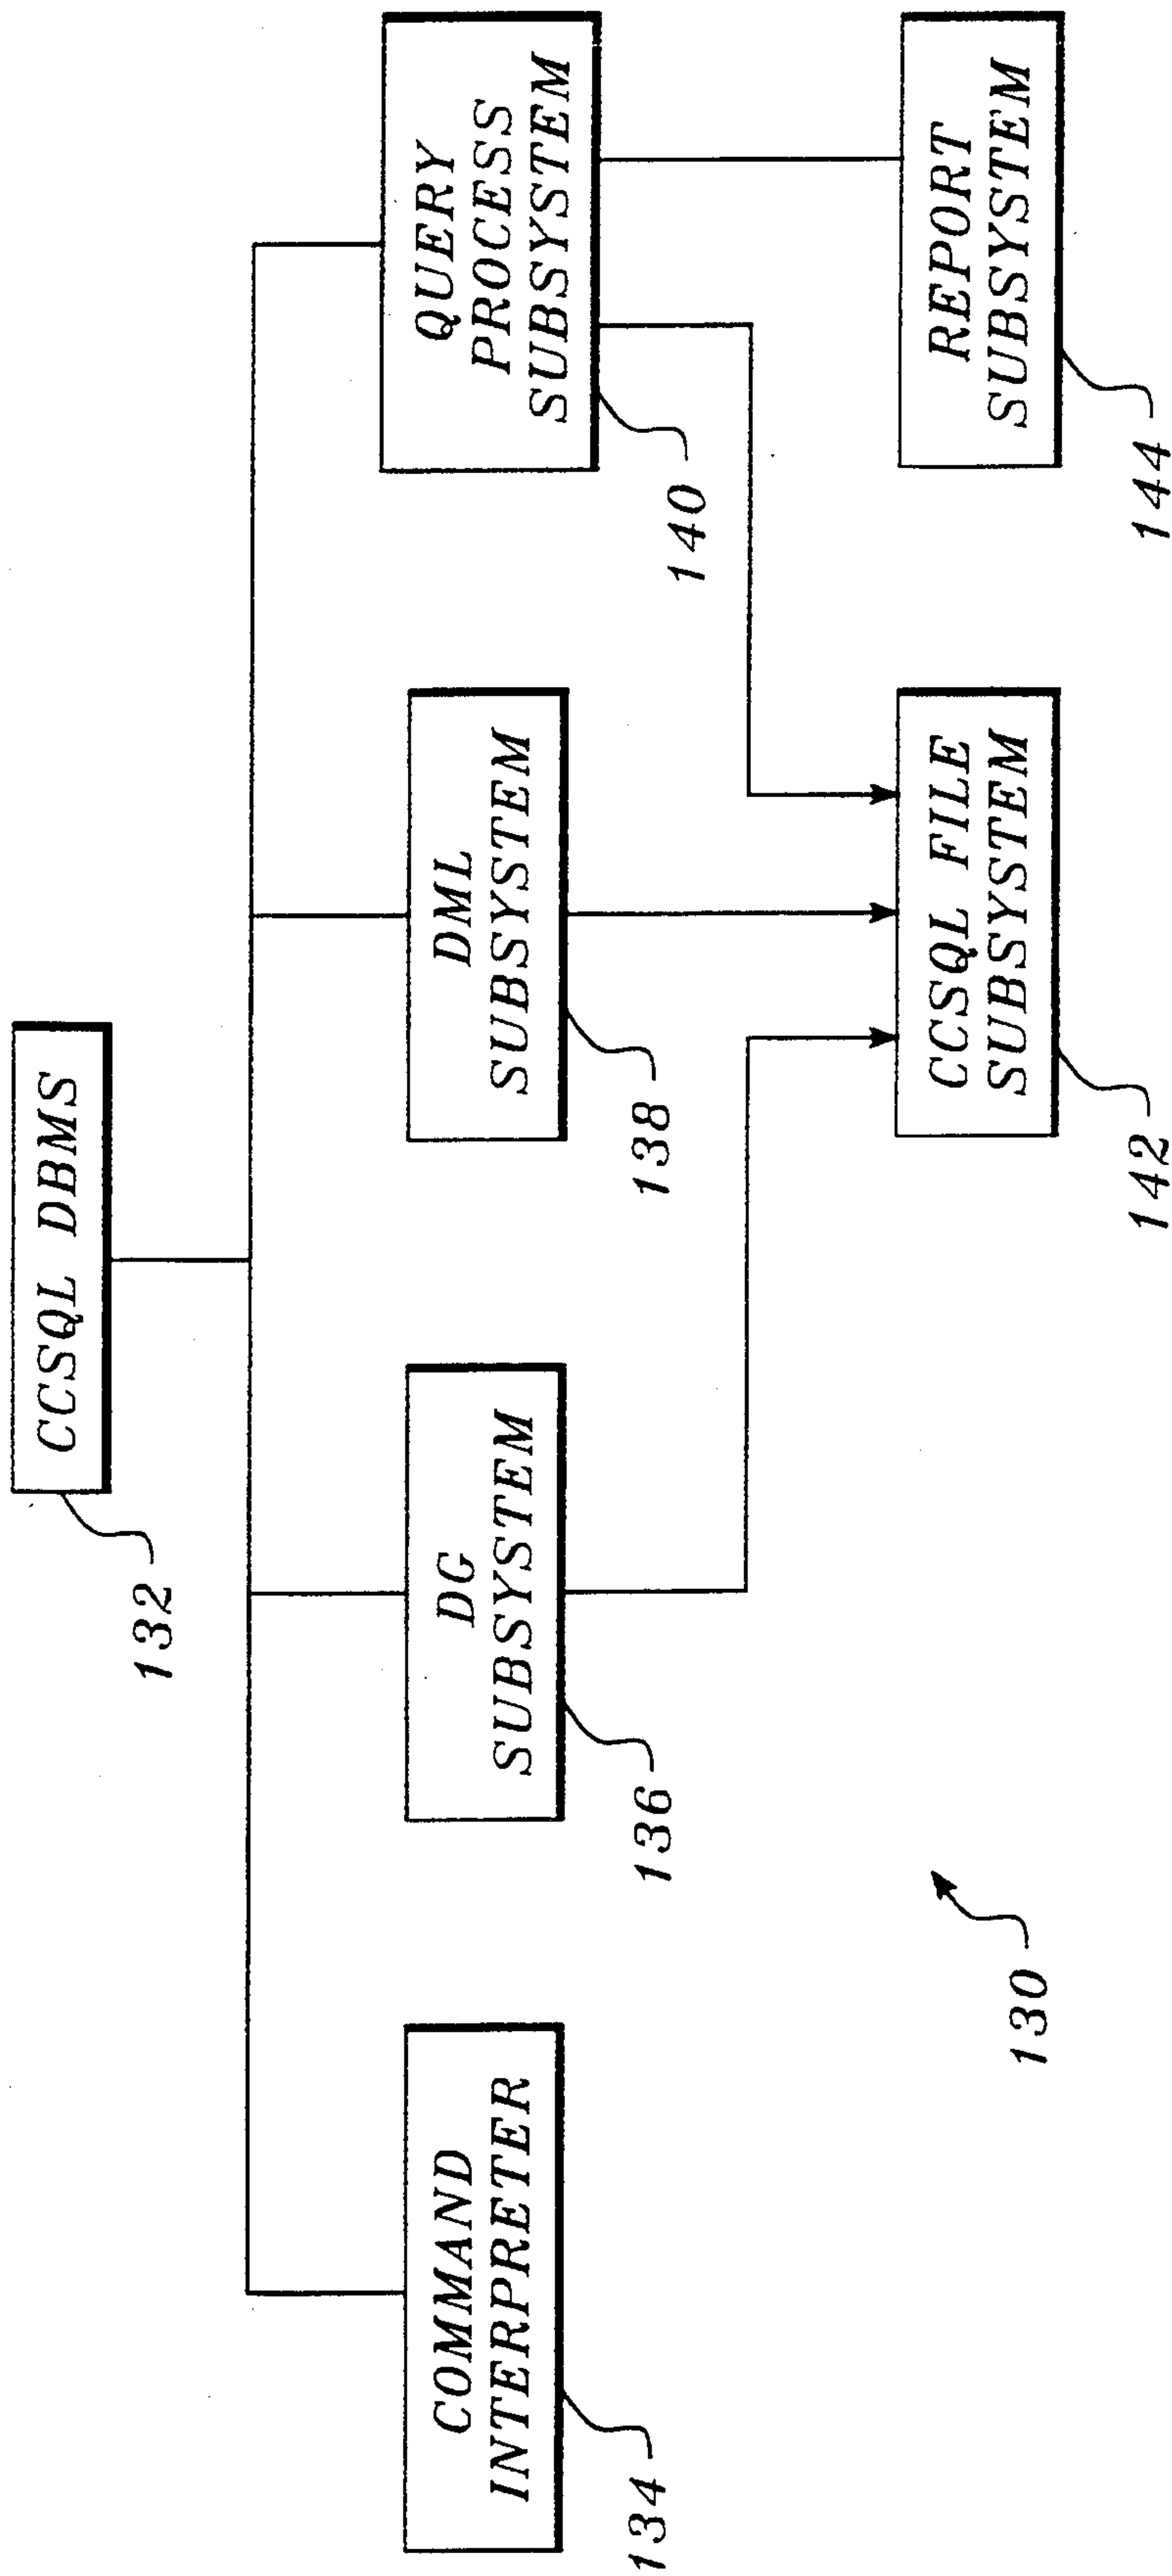 CCSQL DBMS
132
COMMAND
INTERPRETER
134
DG
SUBSYSTEM
136
DML
SUBSYSTEM
138
QUERY
PROCESS
SUBSYSTEM
140
CCSQL FILE
SUBSYSTEM
142
REPORT
SUBSYSTEM
144
130